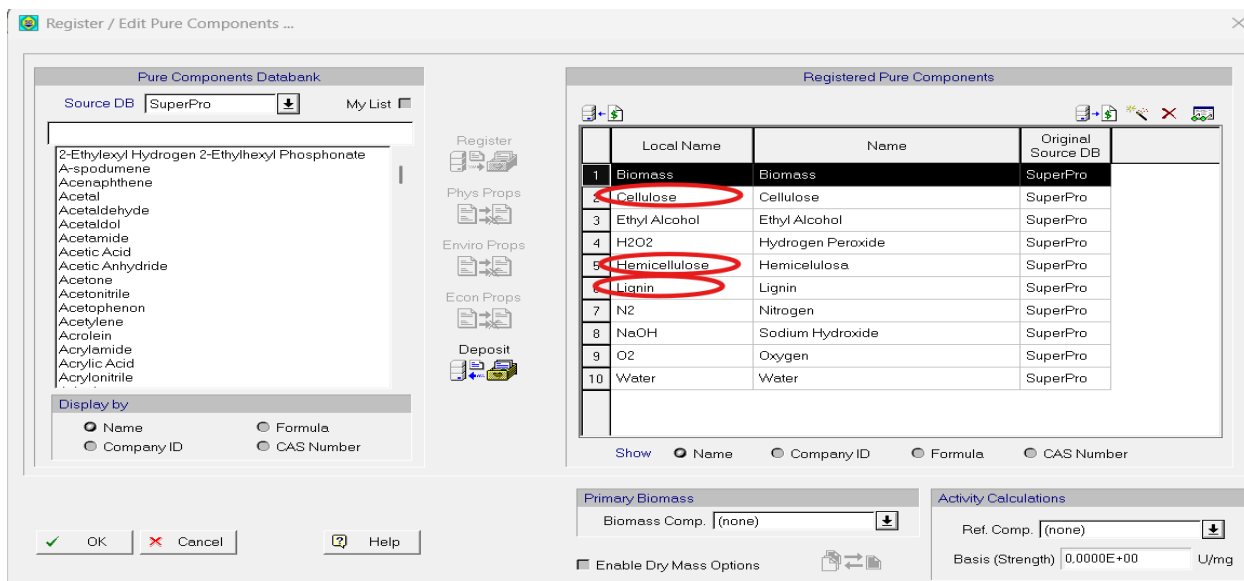 Register / Edit Pure Components ...
Pure Components Databank
Source DB SuperPro My List
2-Ethylexyl Hydrogen 2-Ethylhexyl Phosphonate
A-spodumene
Acenaphthene
Acetal
Acetaldehyde
Acetaldol
Acetamide
Acetic Acid
Acetic Anhydride
Acetone
Acetonitrile
Acetophenon
Acetylene
Acrolein
Acrylamide
Acrylic Acid
Acrylonitrile
Display by
Name Formula
Company ID CAS Number
Register
Phys Props
Enviro Props
Econ Props
Deposit
Registered Pure Components
Local Name Name Original Source DB
1 Biomass Biomass SuperPro
2 Cellulose Cellulose SuperPro
3 Ethyl Alcohol Ethyl Alcohol SuperPro
4 H2O2 Hydrogen Peroxide SuperPro
5 Hemicellulose Hemicelulosa SuperPro
6 Lignin Lignin SuperPro
7 N2 Nitrogen SuperPro
8 NaOH Sodium Hydroxide SuperPro
9 O2 Oxygen SuperPro
10 Water Water SuperPro
Show Name Company ID Formula CAS Number
Primary Biomass
Biomass Comp. (none)
Enable Dry Mass Options
Activity Calculations
Ref. Comp. (none)
Basis (Strength) 0,0000E+00 U/mg
OK Cancel Help